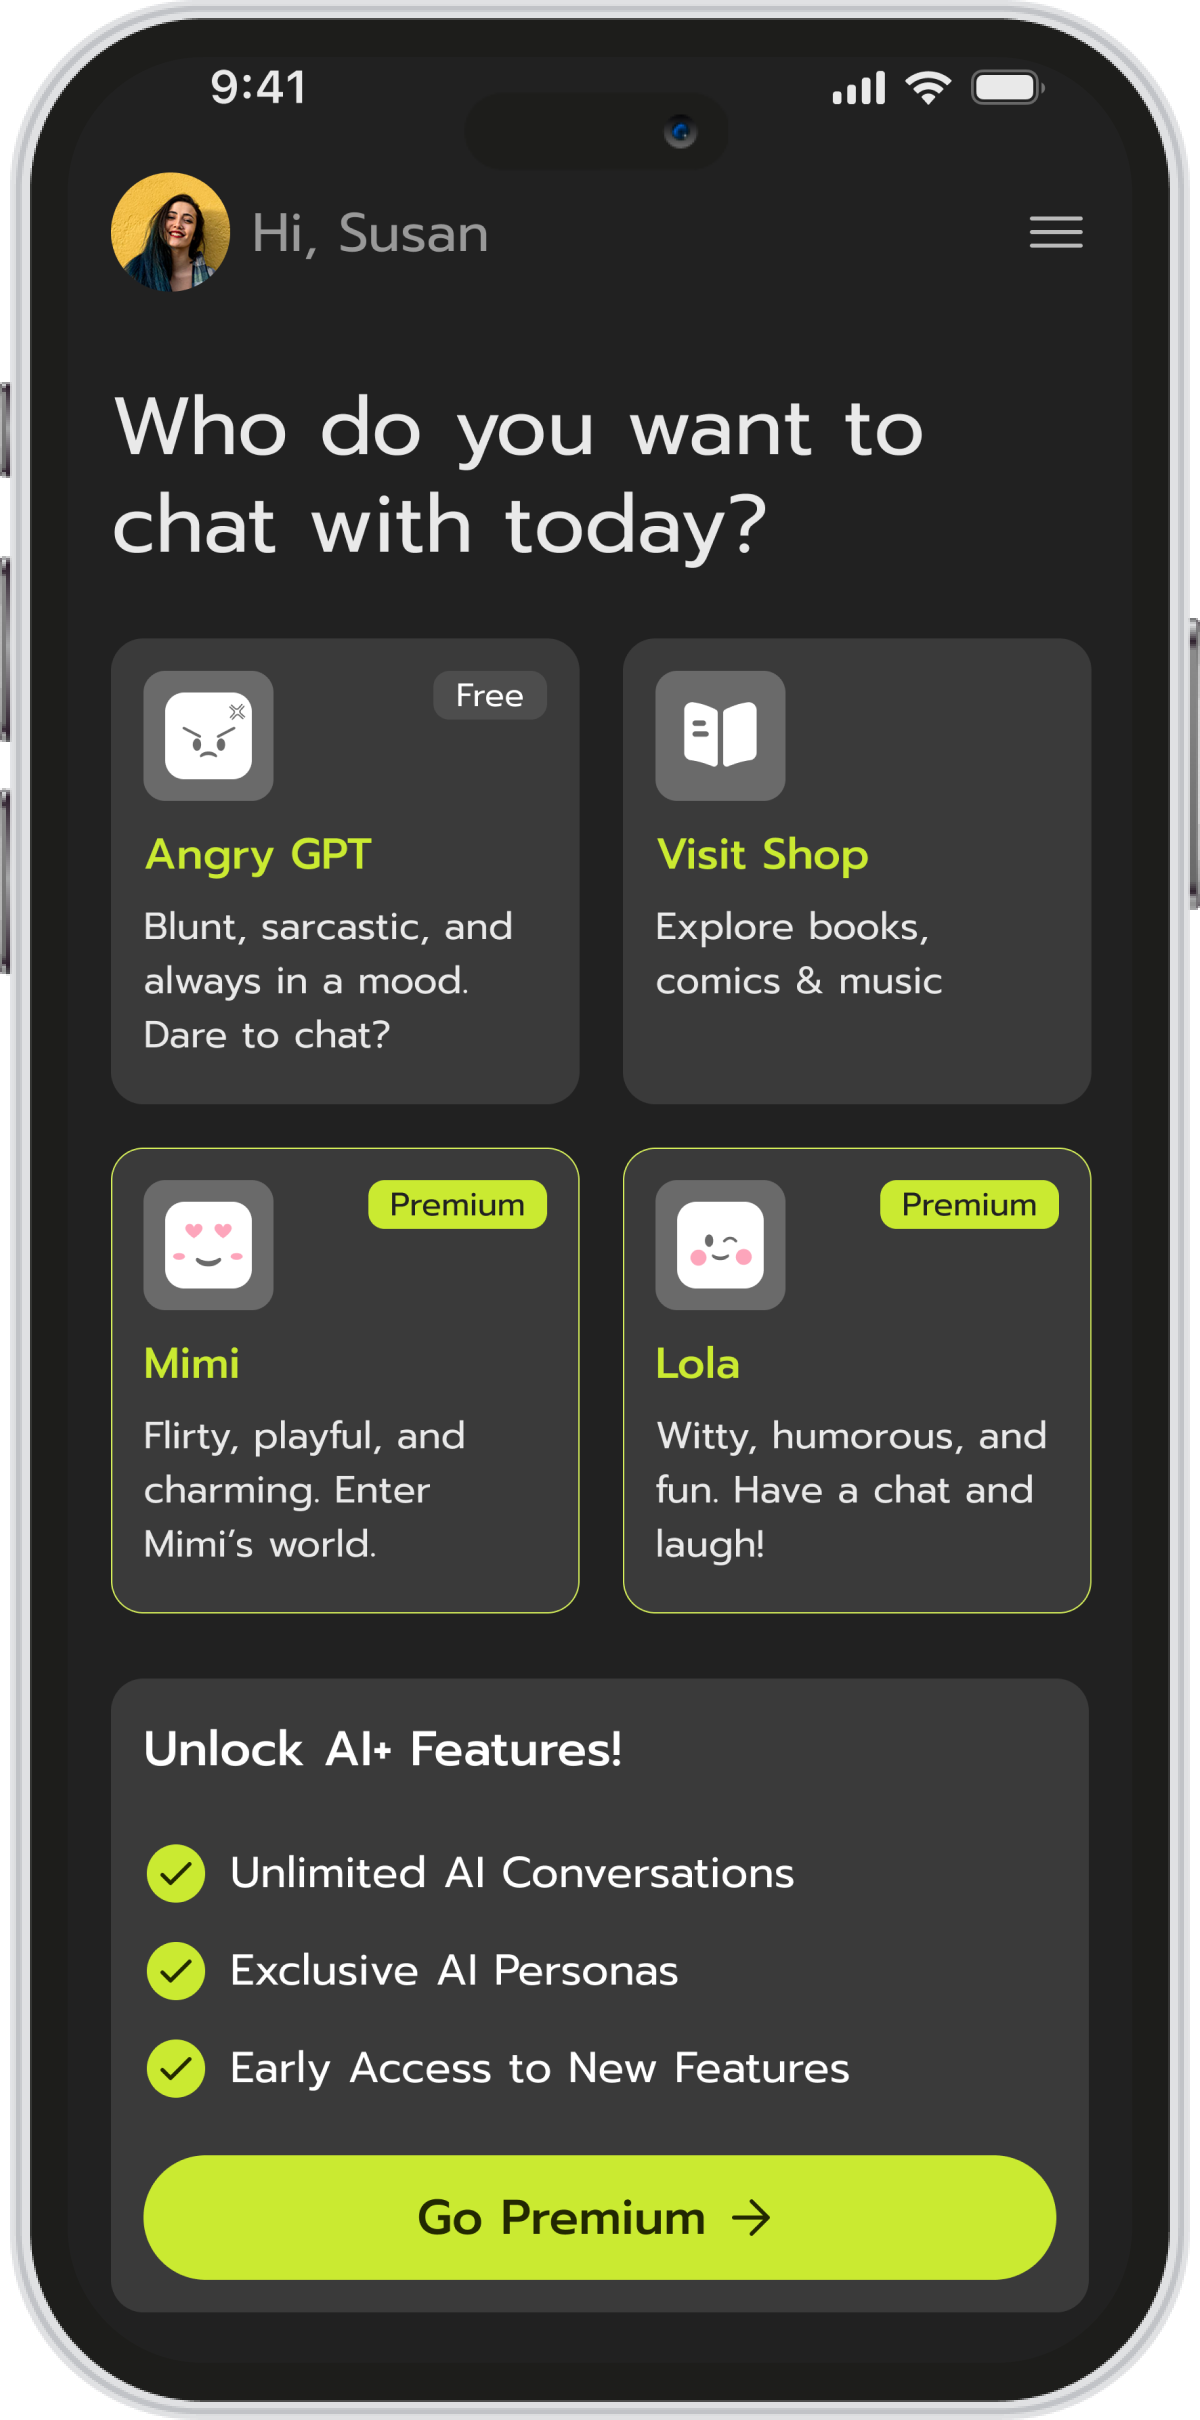 9:41
Hi, Susan
Who do you want to
chat with today?
Free
Angry GPT
Blunt, sarcastic, and
always in a mood.
Dare to chat?
Visit Shop
Explore books,
comics & music
Premium
Mimi
Flirty, playful, and
charming. Enter
Mimi’s world.
Premium
Lola
Witty, humorous, and
fun. Have a chat and
laugh!
Unlock AI+ Features!
Unlimited AI Conversations
Exclusive AI Personas
Early Access to New Features
Go Premium →